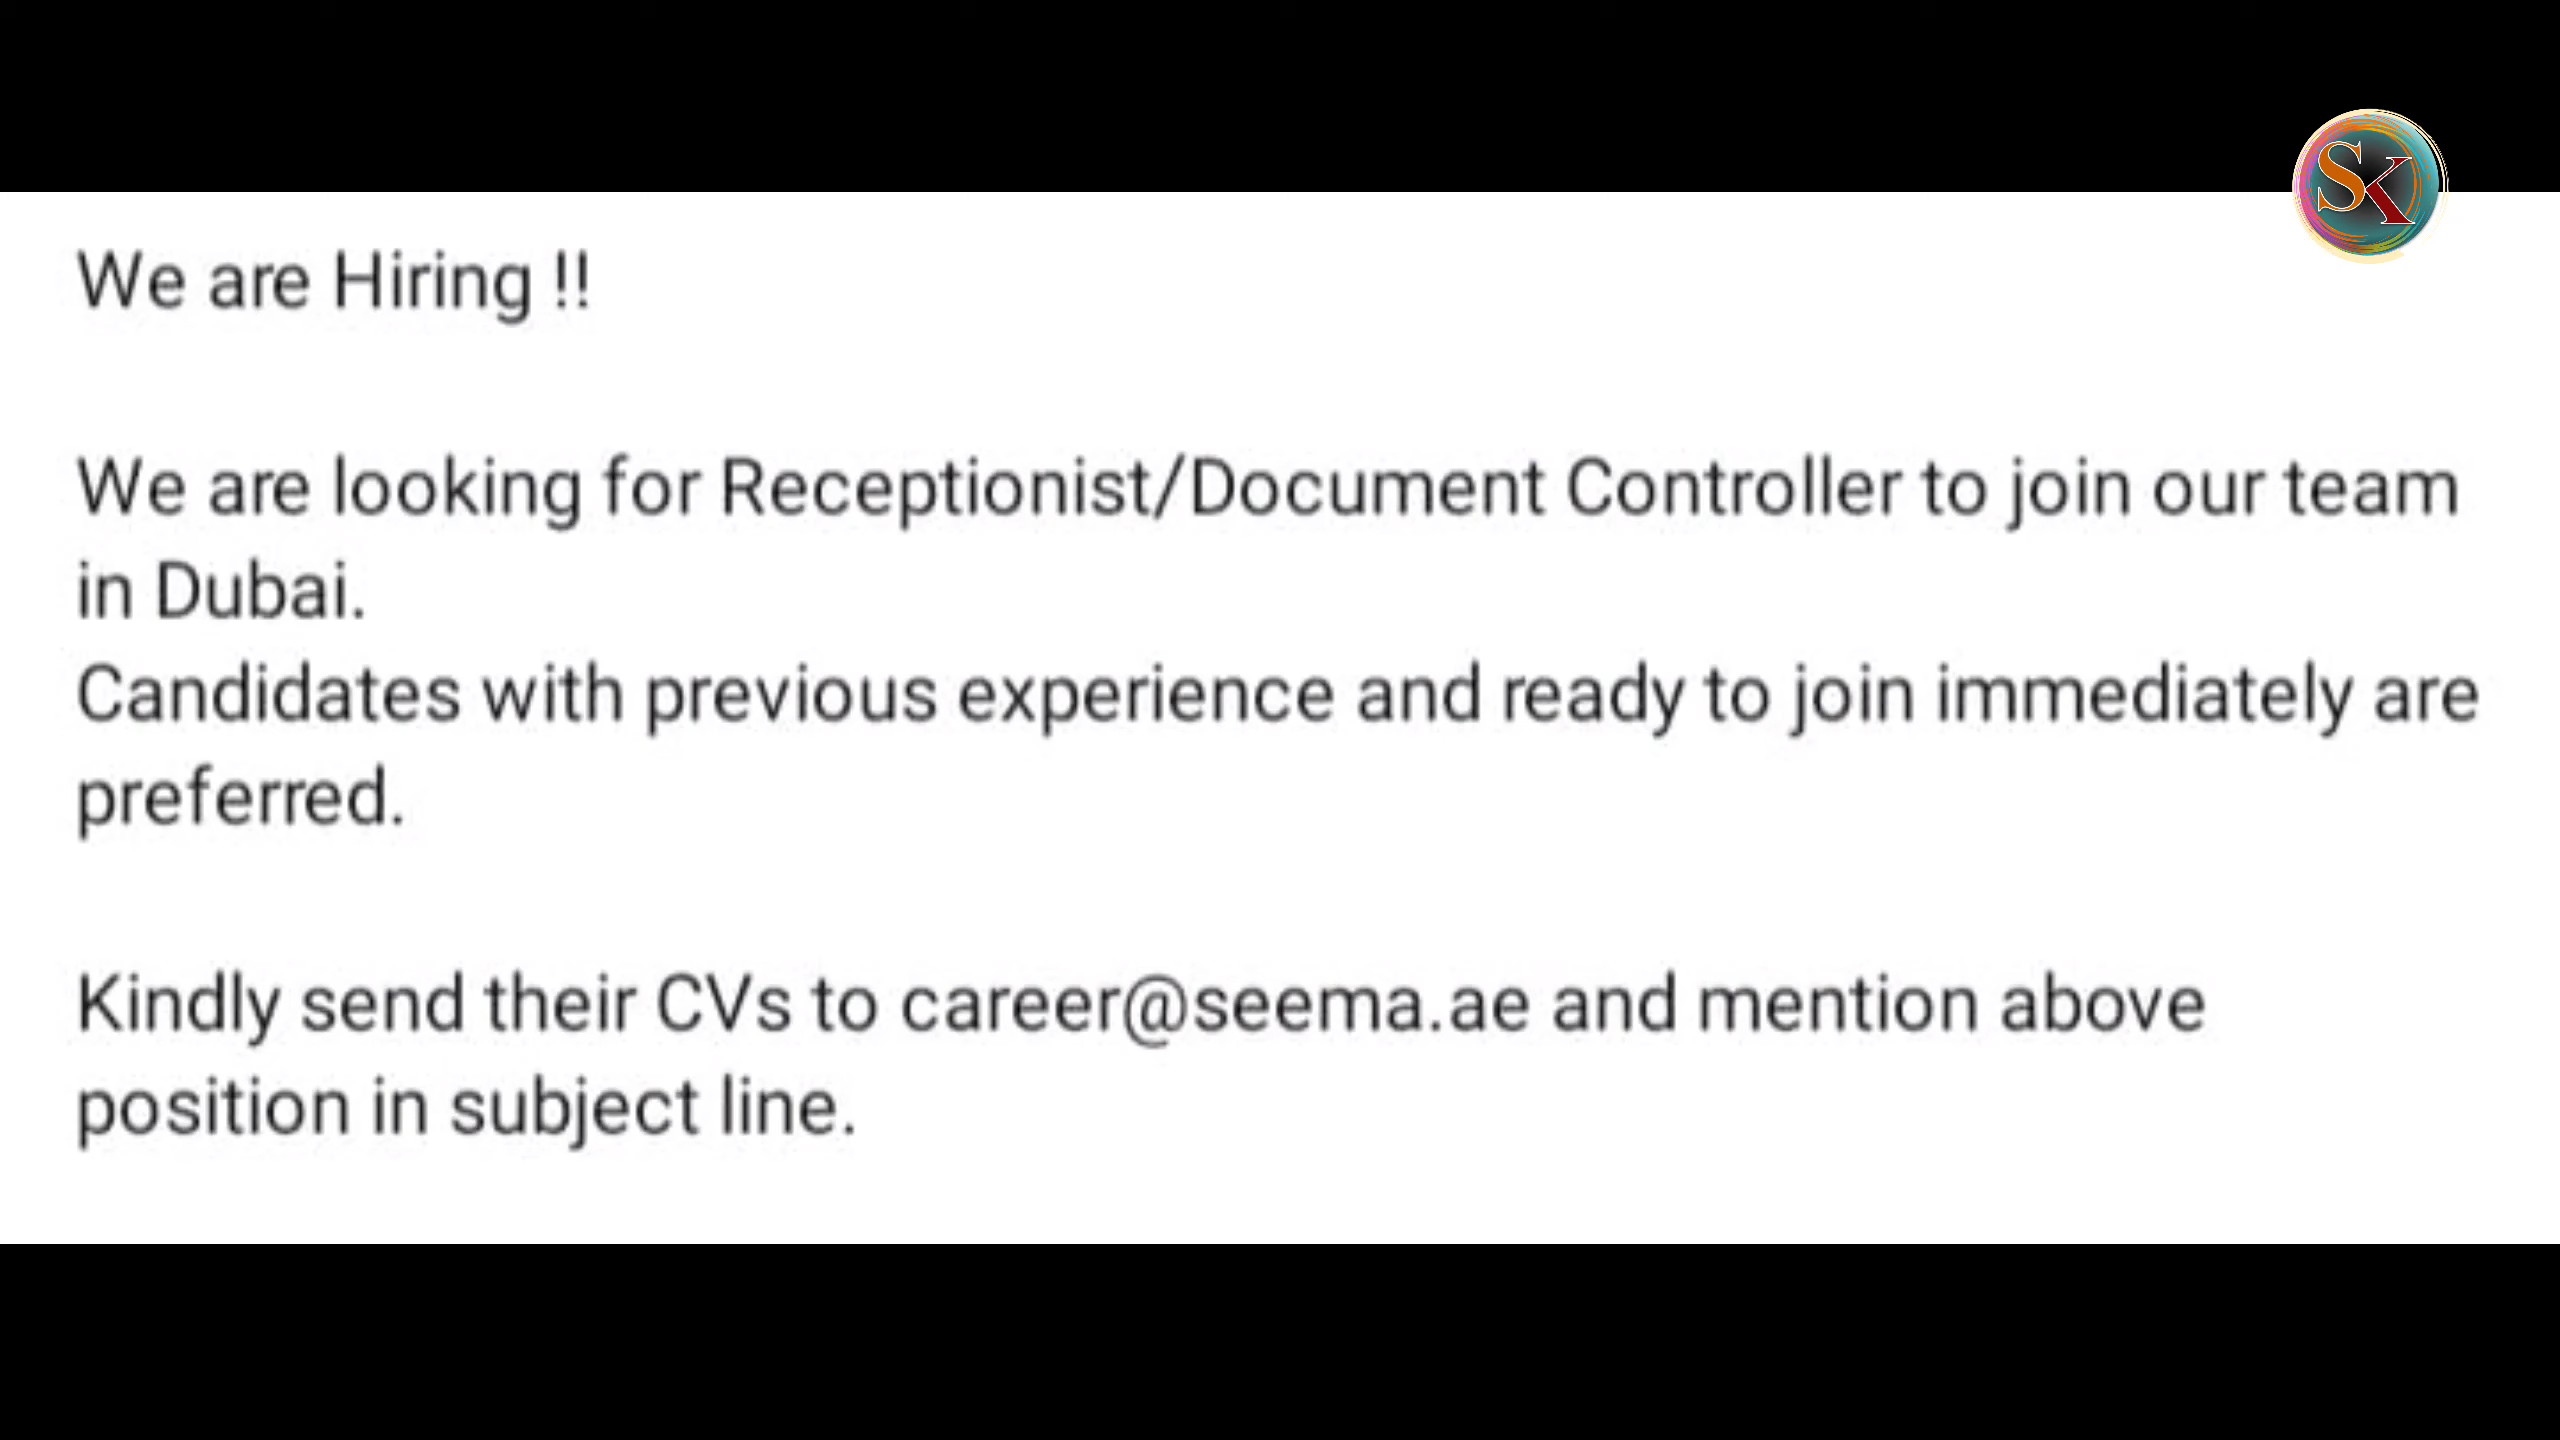 SK
We are Hiring !!
We are looking for Receptionist/Document Controller to join our team
in Dubai.
Candidates with previous experience and ready to join immediately are
preferred.
Kindly send their CVs to career@seema.ae and mention above
position in subject line.